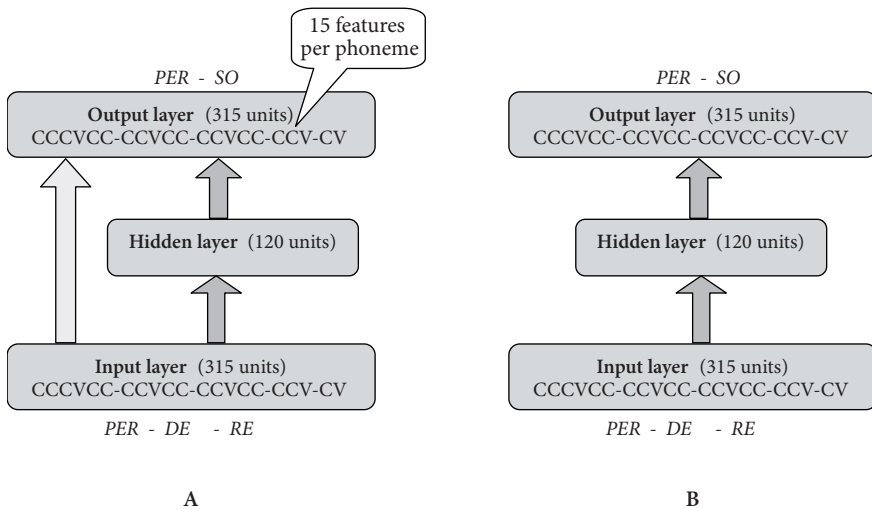 15 features
per phoneme
PER - SO
Output layer (315 units)
CCCVCC-CCVCC-CCVCC-CCV-CV
Hidden layer (120 units)
Input layer (315 units)
CCCVCC-CCVCC-CCVCC-CCV-CV
PER - DE - RE
A
PER - SO
Output layer (315 units)
CCCVCC-CCVCC-CCVCC-CCV-CV
Hidden layer (120 units)
Input layer (315 units)
CCCVCC-CCVCC-CCVCC-CCV-CV
PER - DE - RE
B